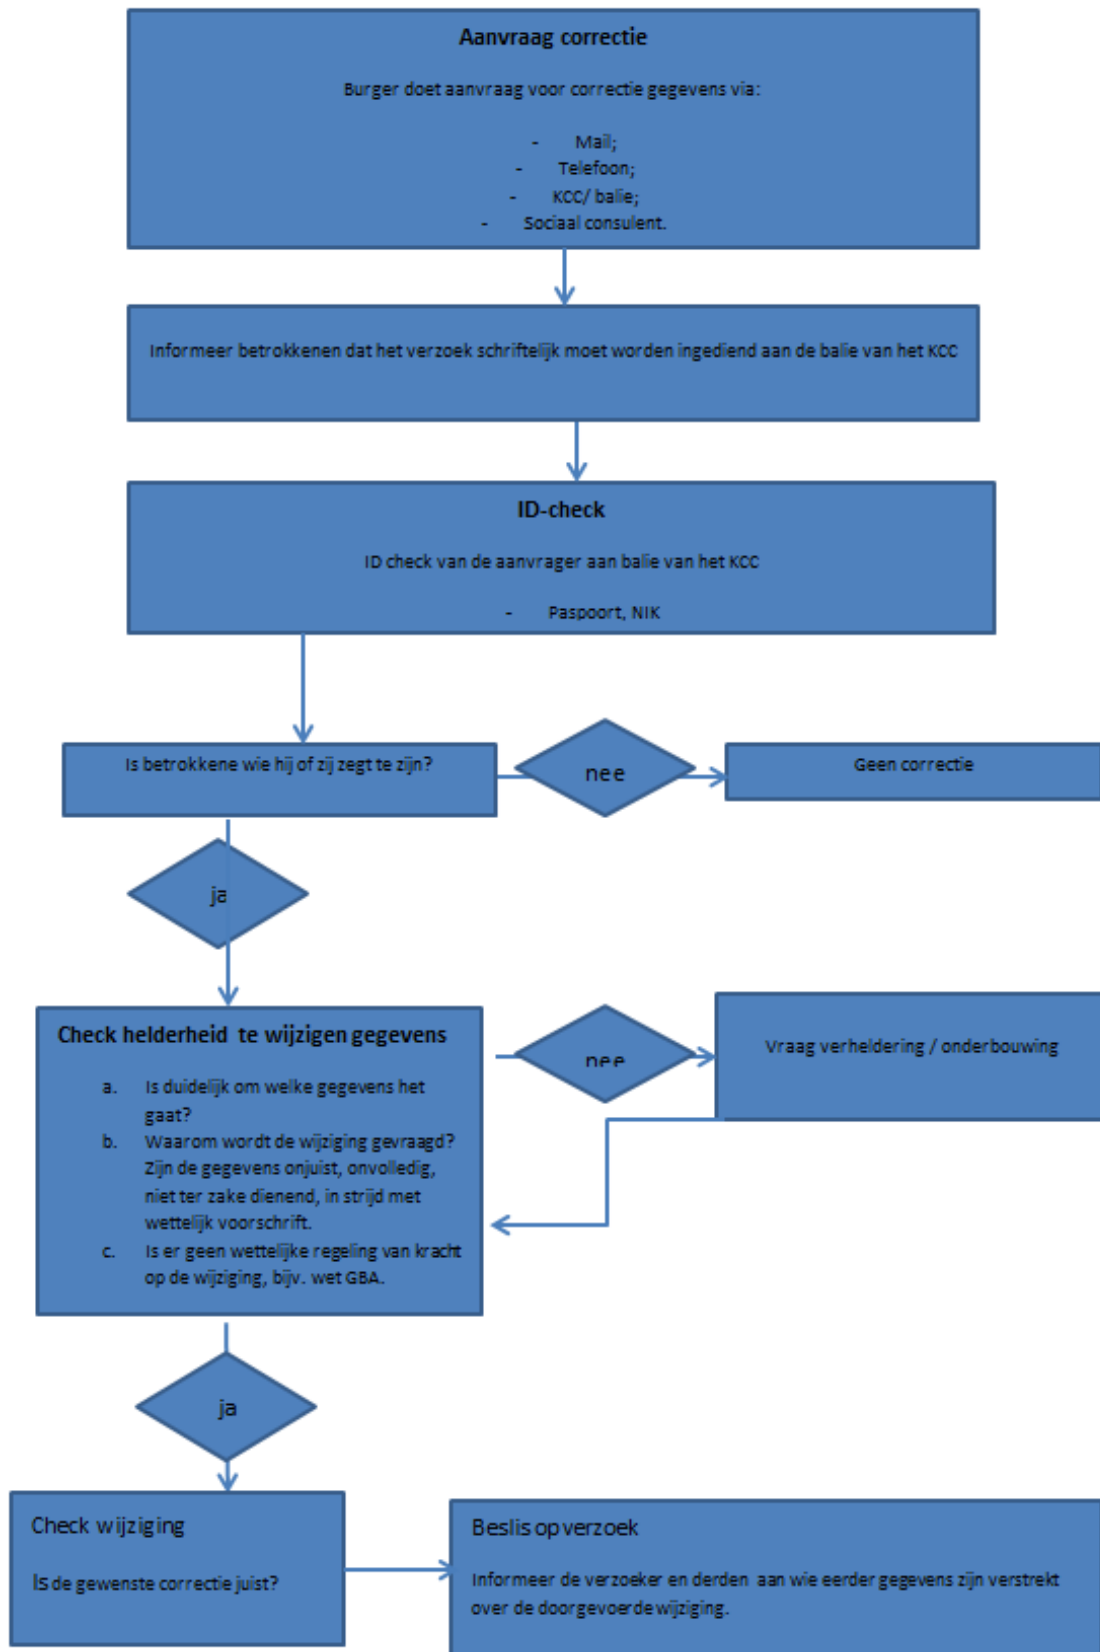 Aanvraag correctie
Burger doet aanvraag voor correctie gegevens via:
- Mail;
- Telefoon;
- KCC/ balie;
- Sociaal consulent.
Informeer betrokkenen dat het verzoek schriftelijk moet worden ingediend aan de balie van het KCC
ID-check
ID check van de aanvrager aan balie van het KCC
- Paspoort, NIK
Is betrokkene wie hij of zij zegt te zijn?
nee
Geen correctie
ja
Check helderheid te wijzigen gegevens
a. Is duidelijk om welke gegevens het
gaat?
b. Waarom wordt de wijziging gevraagd?
Zijn de gegevens onjuist, onvolledig,
niet ter zake dienend, in strijd met
wettelijk voorschrift.
c. Is er geen wettelijke regeling van kracht
op de wijziging, bijv. wet GBA.
nee
Vraag verheldering / onderbouwing
ja
Check wijziging
Is de gewenste correctie juist?
Beslis op verzoek
Informeer de verzoeker en derden aan wie eerder gegevens zijn verstrekt
over de doorgevoerde wijziging.